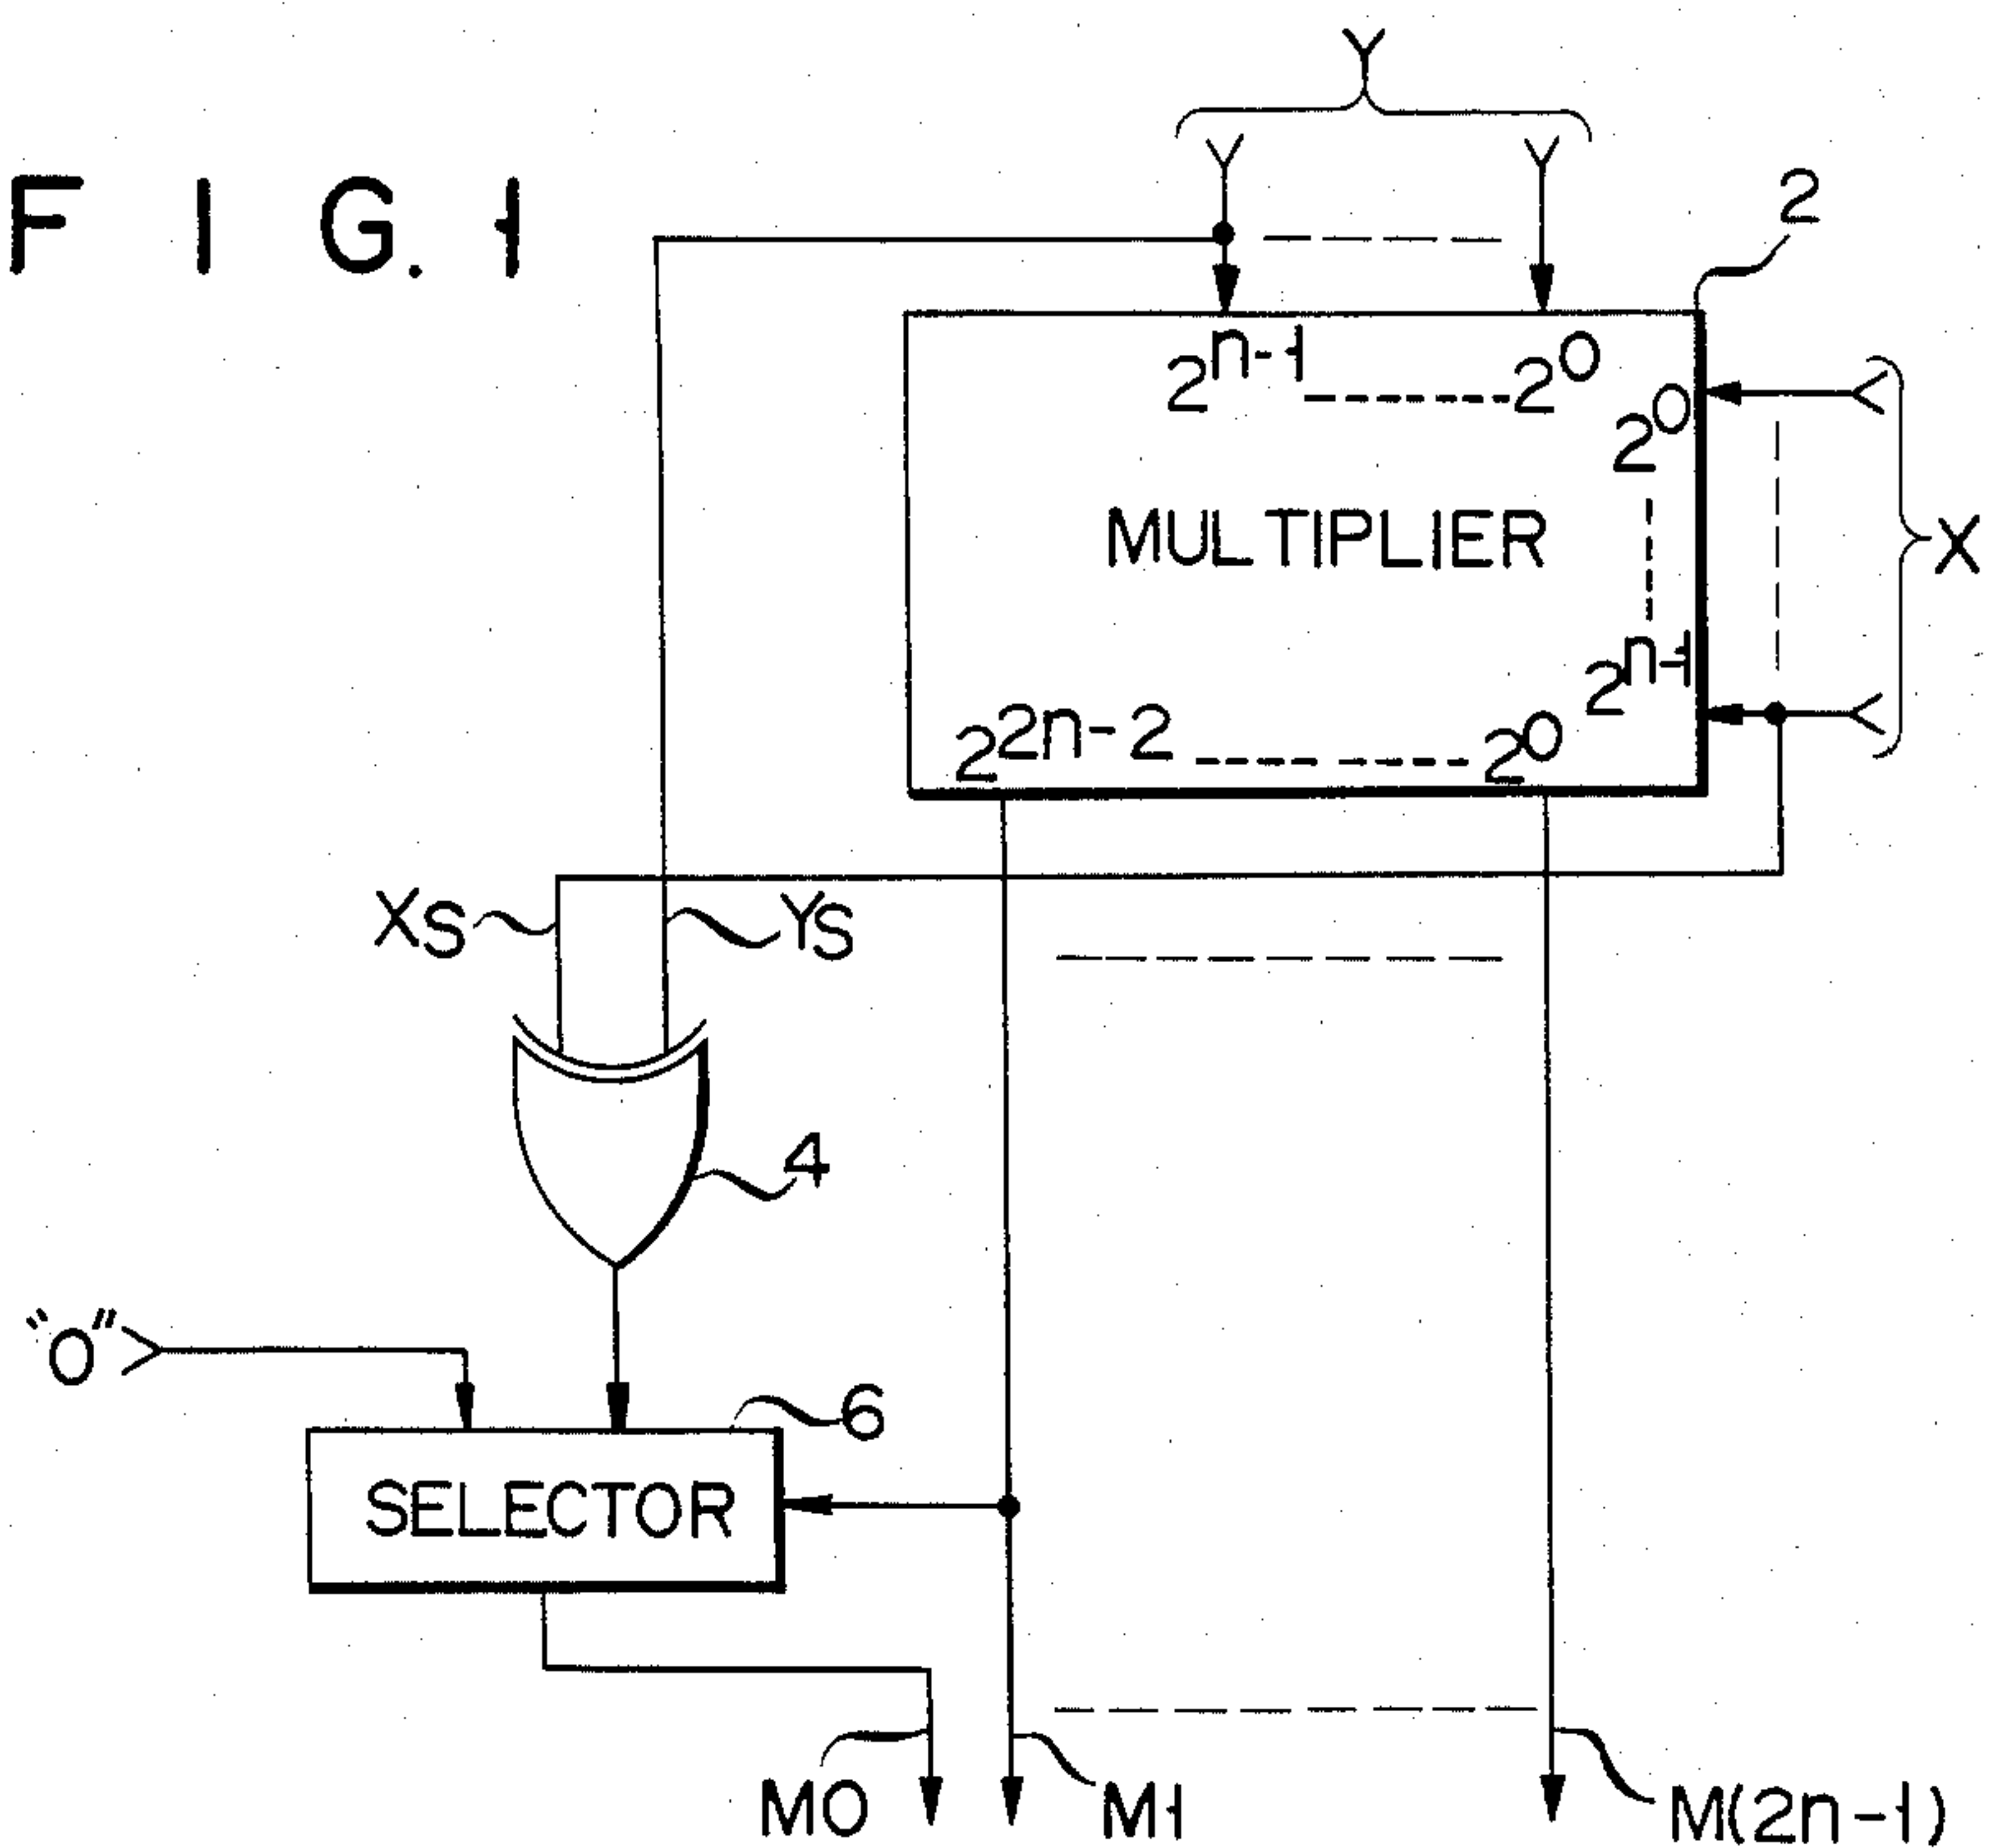 Y
FIG. 1
Y Y
2
2^n-1 ------- 2^0
2^0
MULTIPLIER
X
2^n-1
2^2n-2 ------- 2^0
XS
YS
4
"0"
6
SELECTOR
M0
M1
M(2n-1)